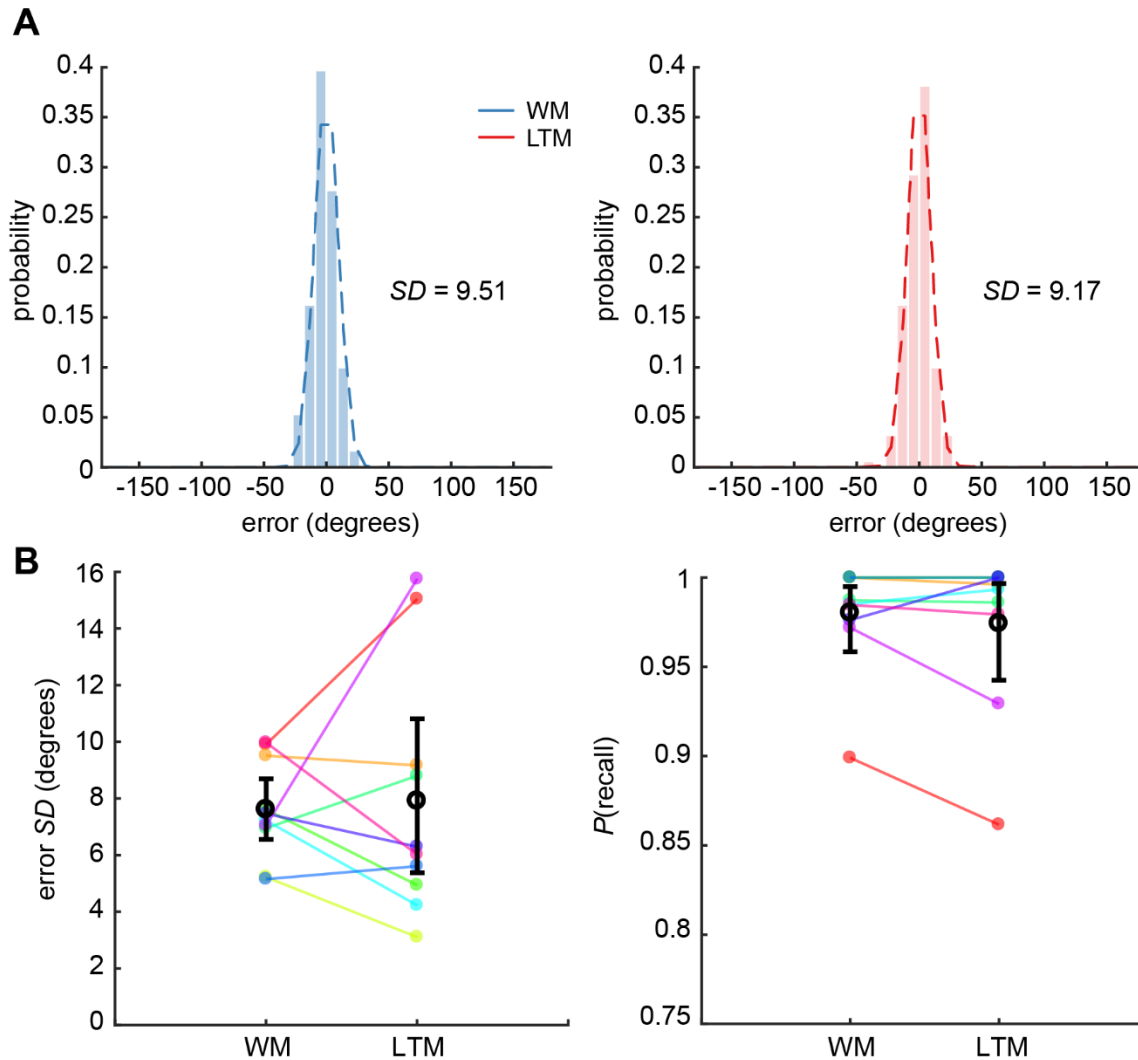 A
0.4
0.35
0.3
0.25
0.2
0.15
0.1
0.05
0
probability
-150 -100 -50 0 50 100 150
error (degrees)
SD = 9.51
WM
LTM
0.4
0.35
0.3
0.25
0.2
0.15
0.1
0.05
0
probability
-150 -100 -50 0 50 100 150
error (degrees)
SD = 9.17
B
16
14
12
10
8
6
4
2
0
error SD (degrees)
WM LTM
1
0.95
0.9
0.85
0.8
0.75
P(recall)
WM LTM